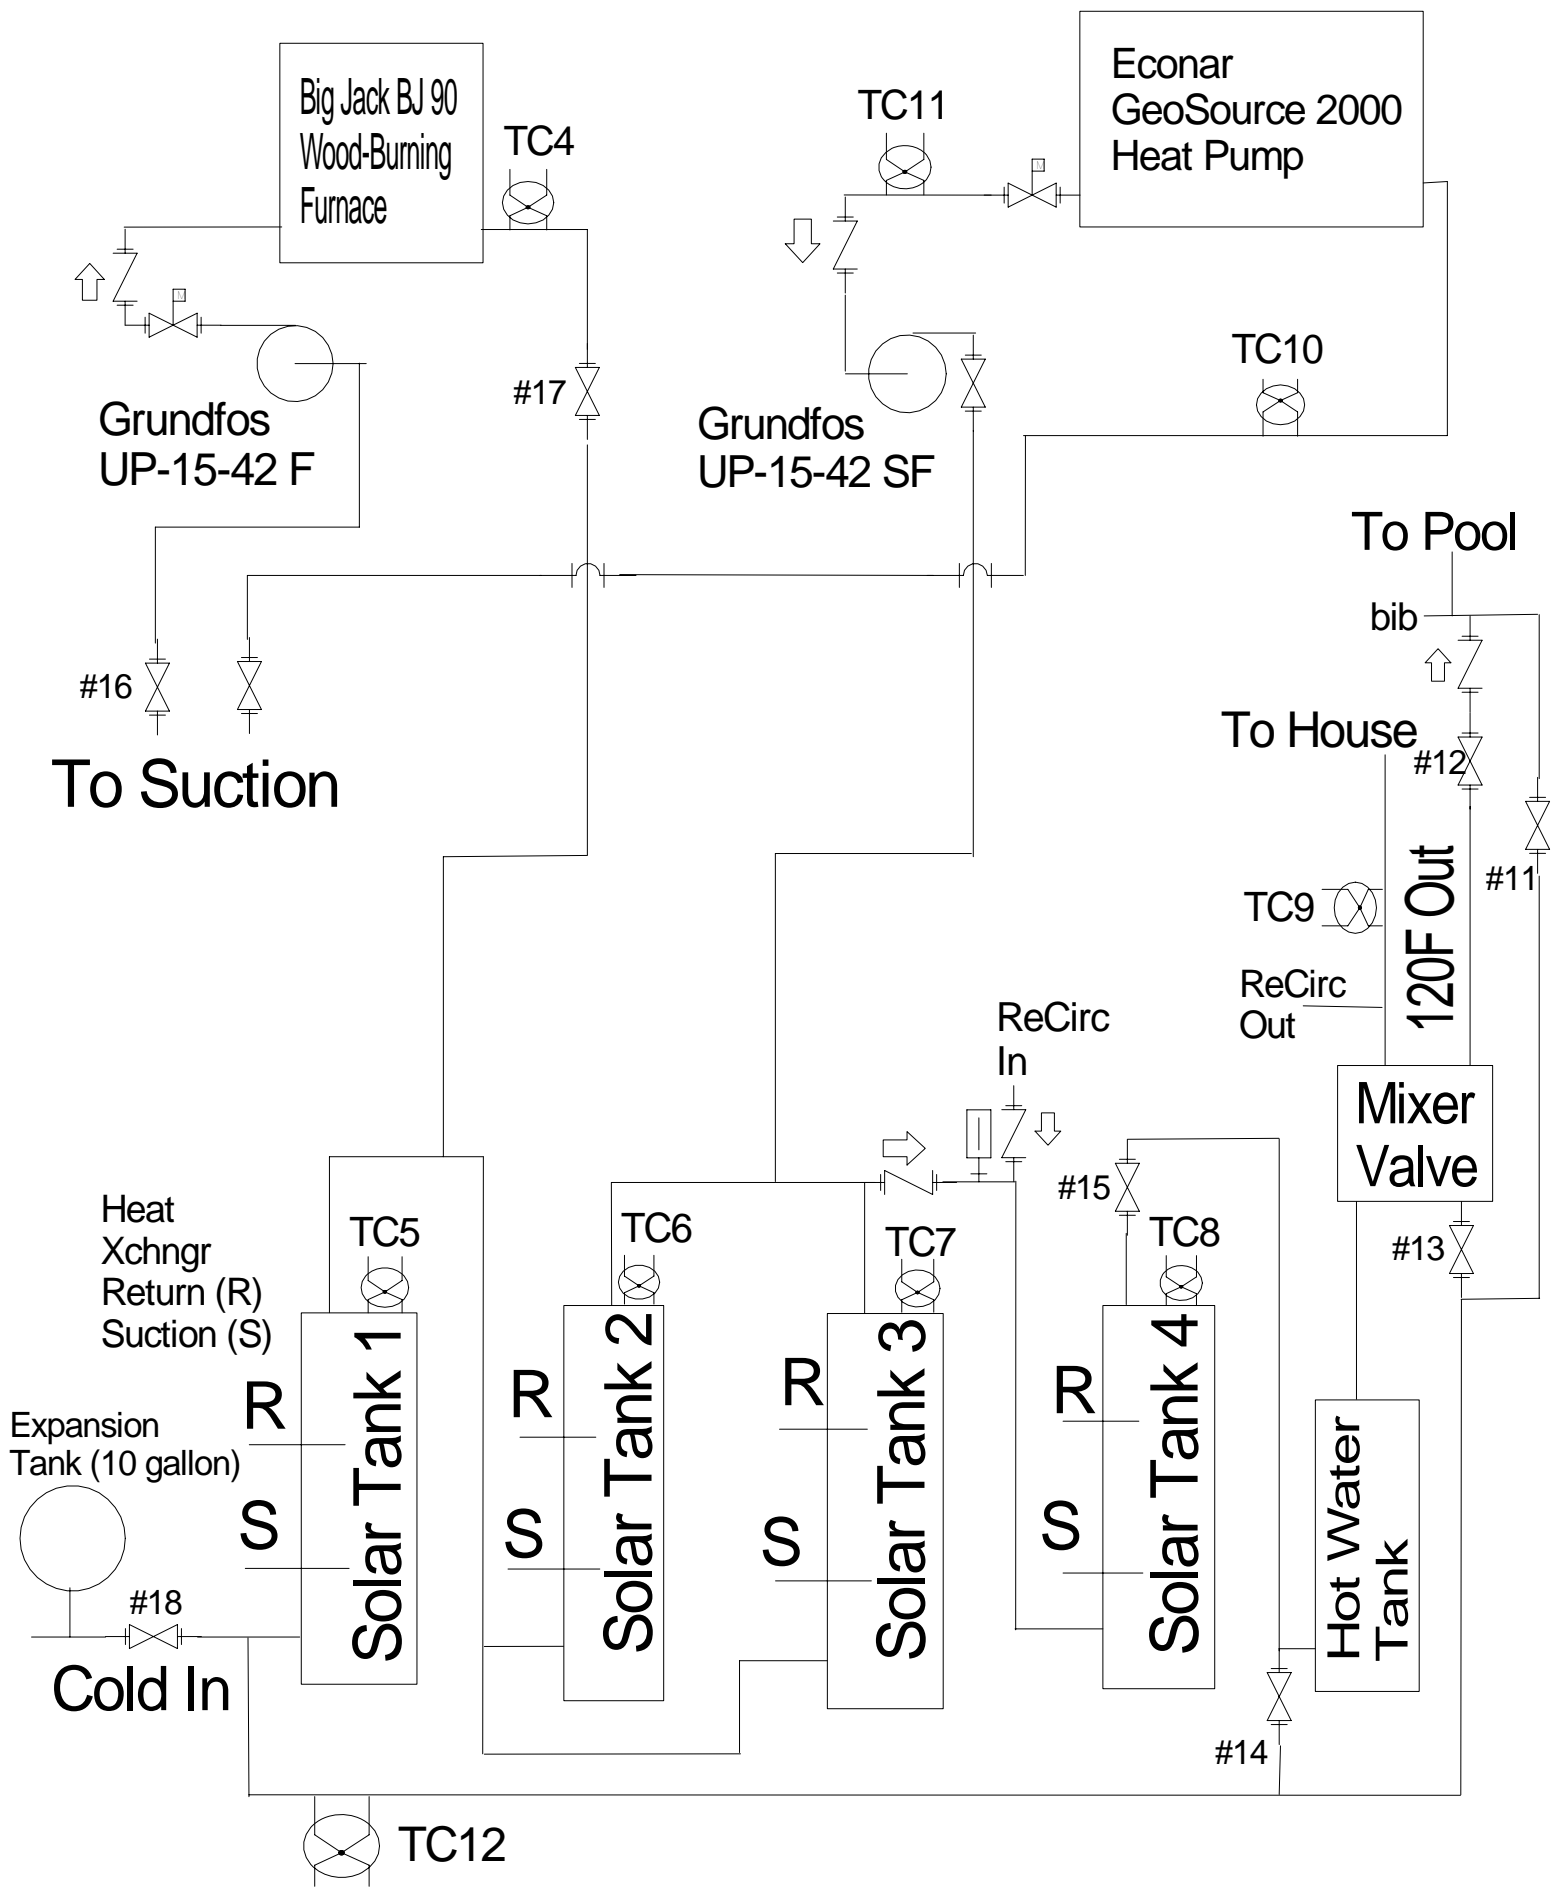 Big Jack BJ 90
Wood-Burning
Furnace
TC4
TC11
Econar
GeoSource 2000
Heat Pump
M
M
#17
TC10
Grundfos
UP-15-42 F
Grundfos
UP-15-42 SF
To Pool
bib
#16
To House
#12
To Suction
#11
TC9
120F Out
ReCirc
Out
ReCirc
In
Mixer
Valve
#15
#13
Heat
Xchngr
Return (R)
Suction (S)
TC5
TC6
TC7
TC8
Solar Tank 1
Solar Tank 2
Solar Tank 3
Solar Tank 4
R
R
R
R
Expansion
Tank (10 gallon)
S
S
S
S
Hot Water
Tank
#18
Cold In
#14
TC12